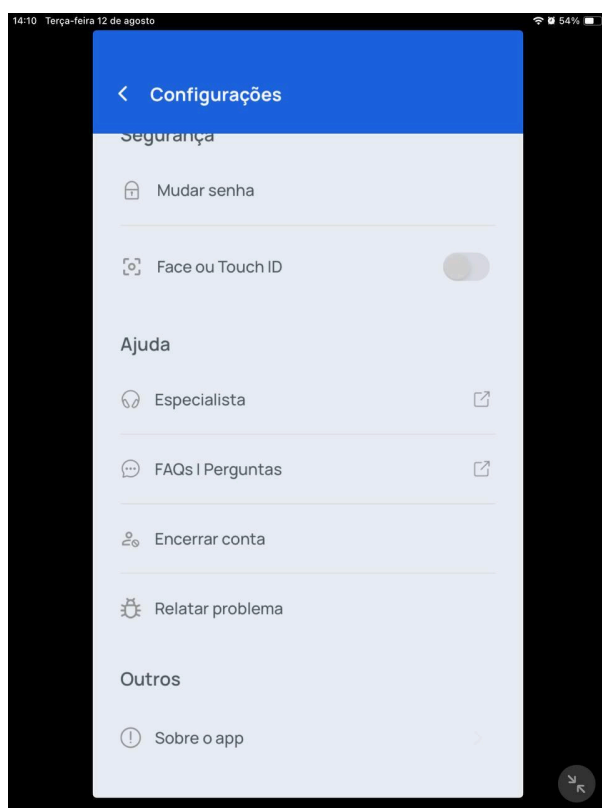 14:10 Terça-feira 12 de agosto
54%
Configurações
Segurança
Mudar senha
Face ou Touch ID
Ajuda
Especialista
FAQs | Perguntas
Encerrar conta
Relatar problema
Outros
Sobre o app